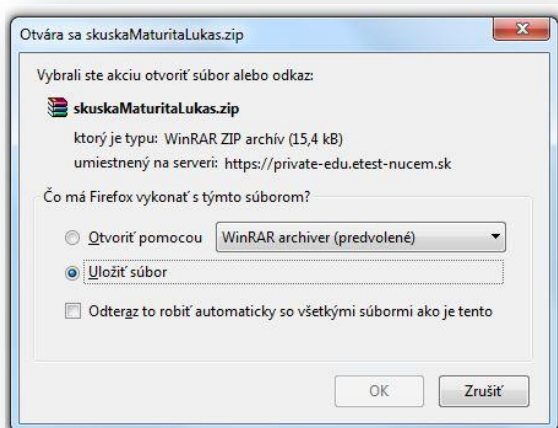 Otvára sa skuskaMaturitaLukas.zip
Vybrali ste akciu otvoriť súbor alebo odkaz:
skuskaMaturitaLukas.zip
ktorý je typu: WinRAR ZIP archív (15,4 kB)
umiestnený na serveri: https://private-edu.etest-nucem.sk
Čo má Firefox vykonať s týmto súborom?
Otvoriť pomocou WinRAR archiver (predvolené)
Uložiť súbor
Odteraz to robiť automaticky so všetkými súbormi ako je tento
OK Zrušiť